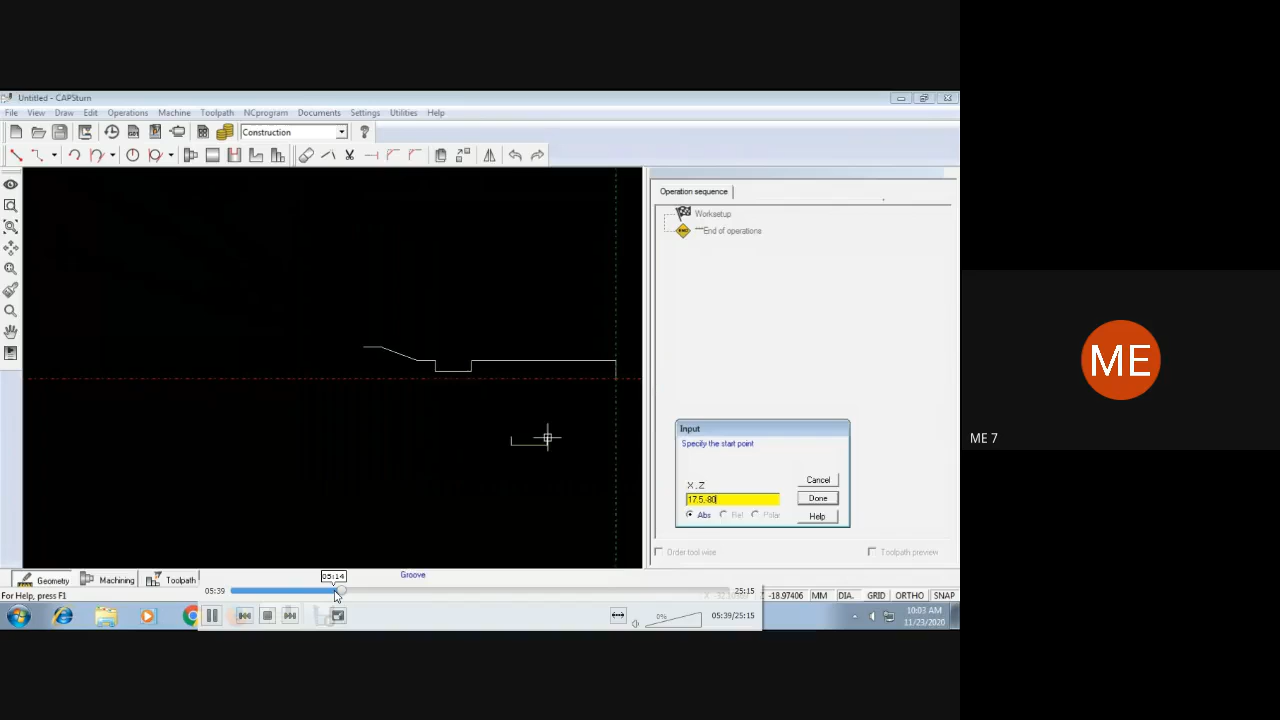 Untitled - CAPSturn
File View Draw Edit Operations Machine Toolpath NCprogram Documents Settings Utilities Help
Construction
Operation sequence
Worksetup
***End of operations
Input
Specify the start point
X,Z
17.5,-80
Abs Rel Polar
Cancel
Done
Help
Order tool wise Toolpath preview
Geometry Machining Toolpath
Groove
05:14
For Help, press F1
05:39
25:15
-18.97406 MM DIA. GRID ORTHO SNAP
0%
05:39/25:15
10:03 AM
11/23/2020
ME
ME 7